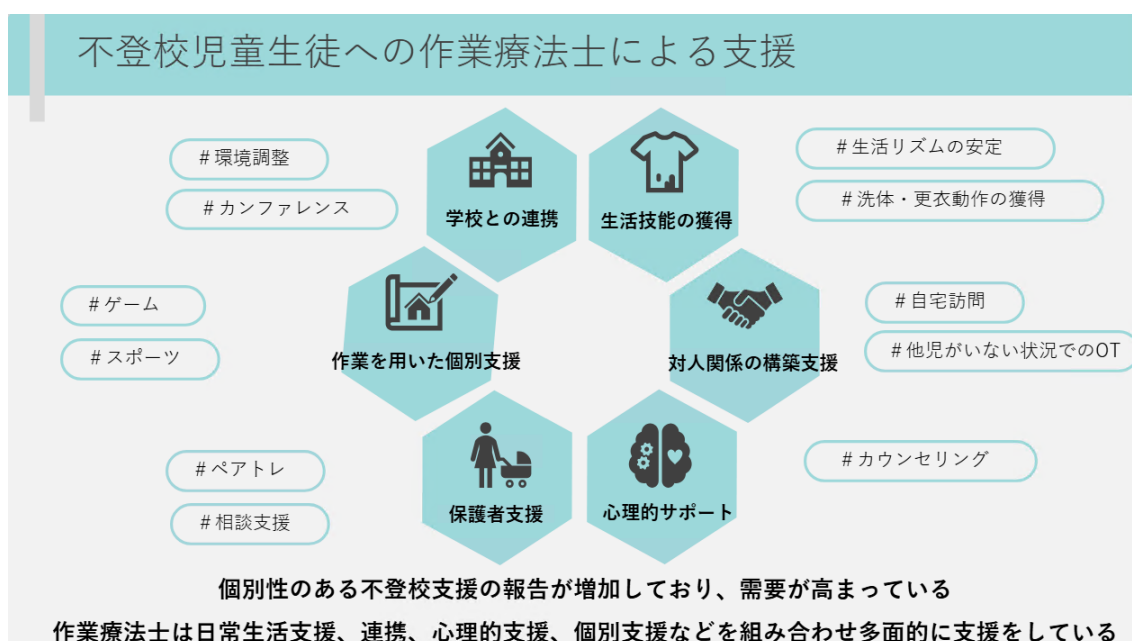 不登校児童生徒への作業療法士による支援
#環境調整
#カンファレンス
学校との連携
生活技能の獲得
#生活リズムの安定
#洗体・更衣動作の獲得
#ゲーム
#スポーツ
作業を用いた個別支援
対人関係の構築支援
#自宅訪問
#他児がいない状況でのOT
#ペアトレ
#相談支援
保護者支援
心理的サポート
#カウンセリング
個別性のある不登校支援の報告が増加しており、需要が高まっている
作業療法士は日常生活支援、連携、心理的支援、個別支援などを組み合わせ多面的に支援をしている